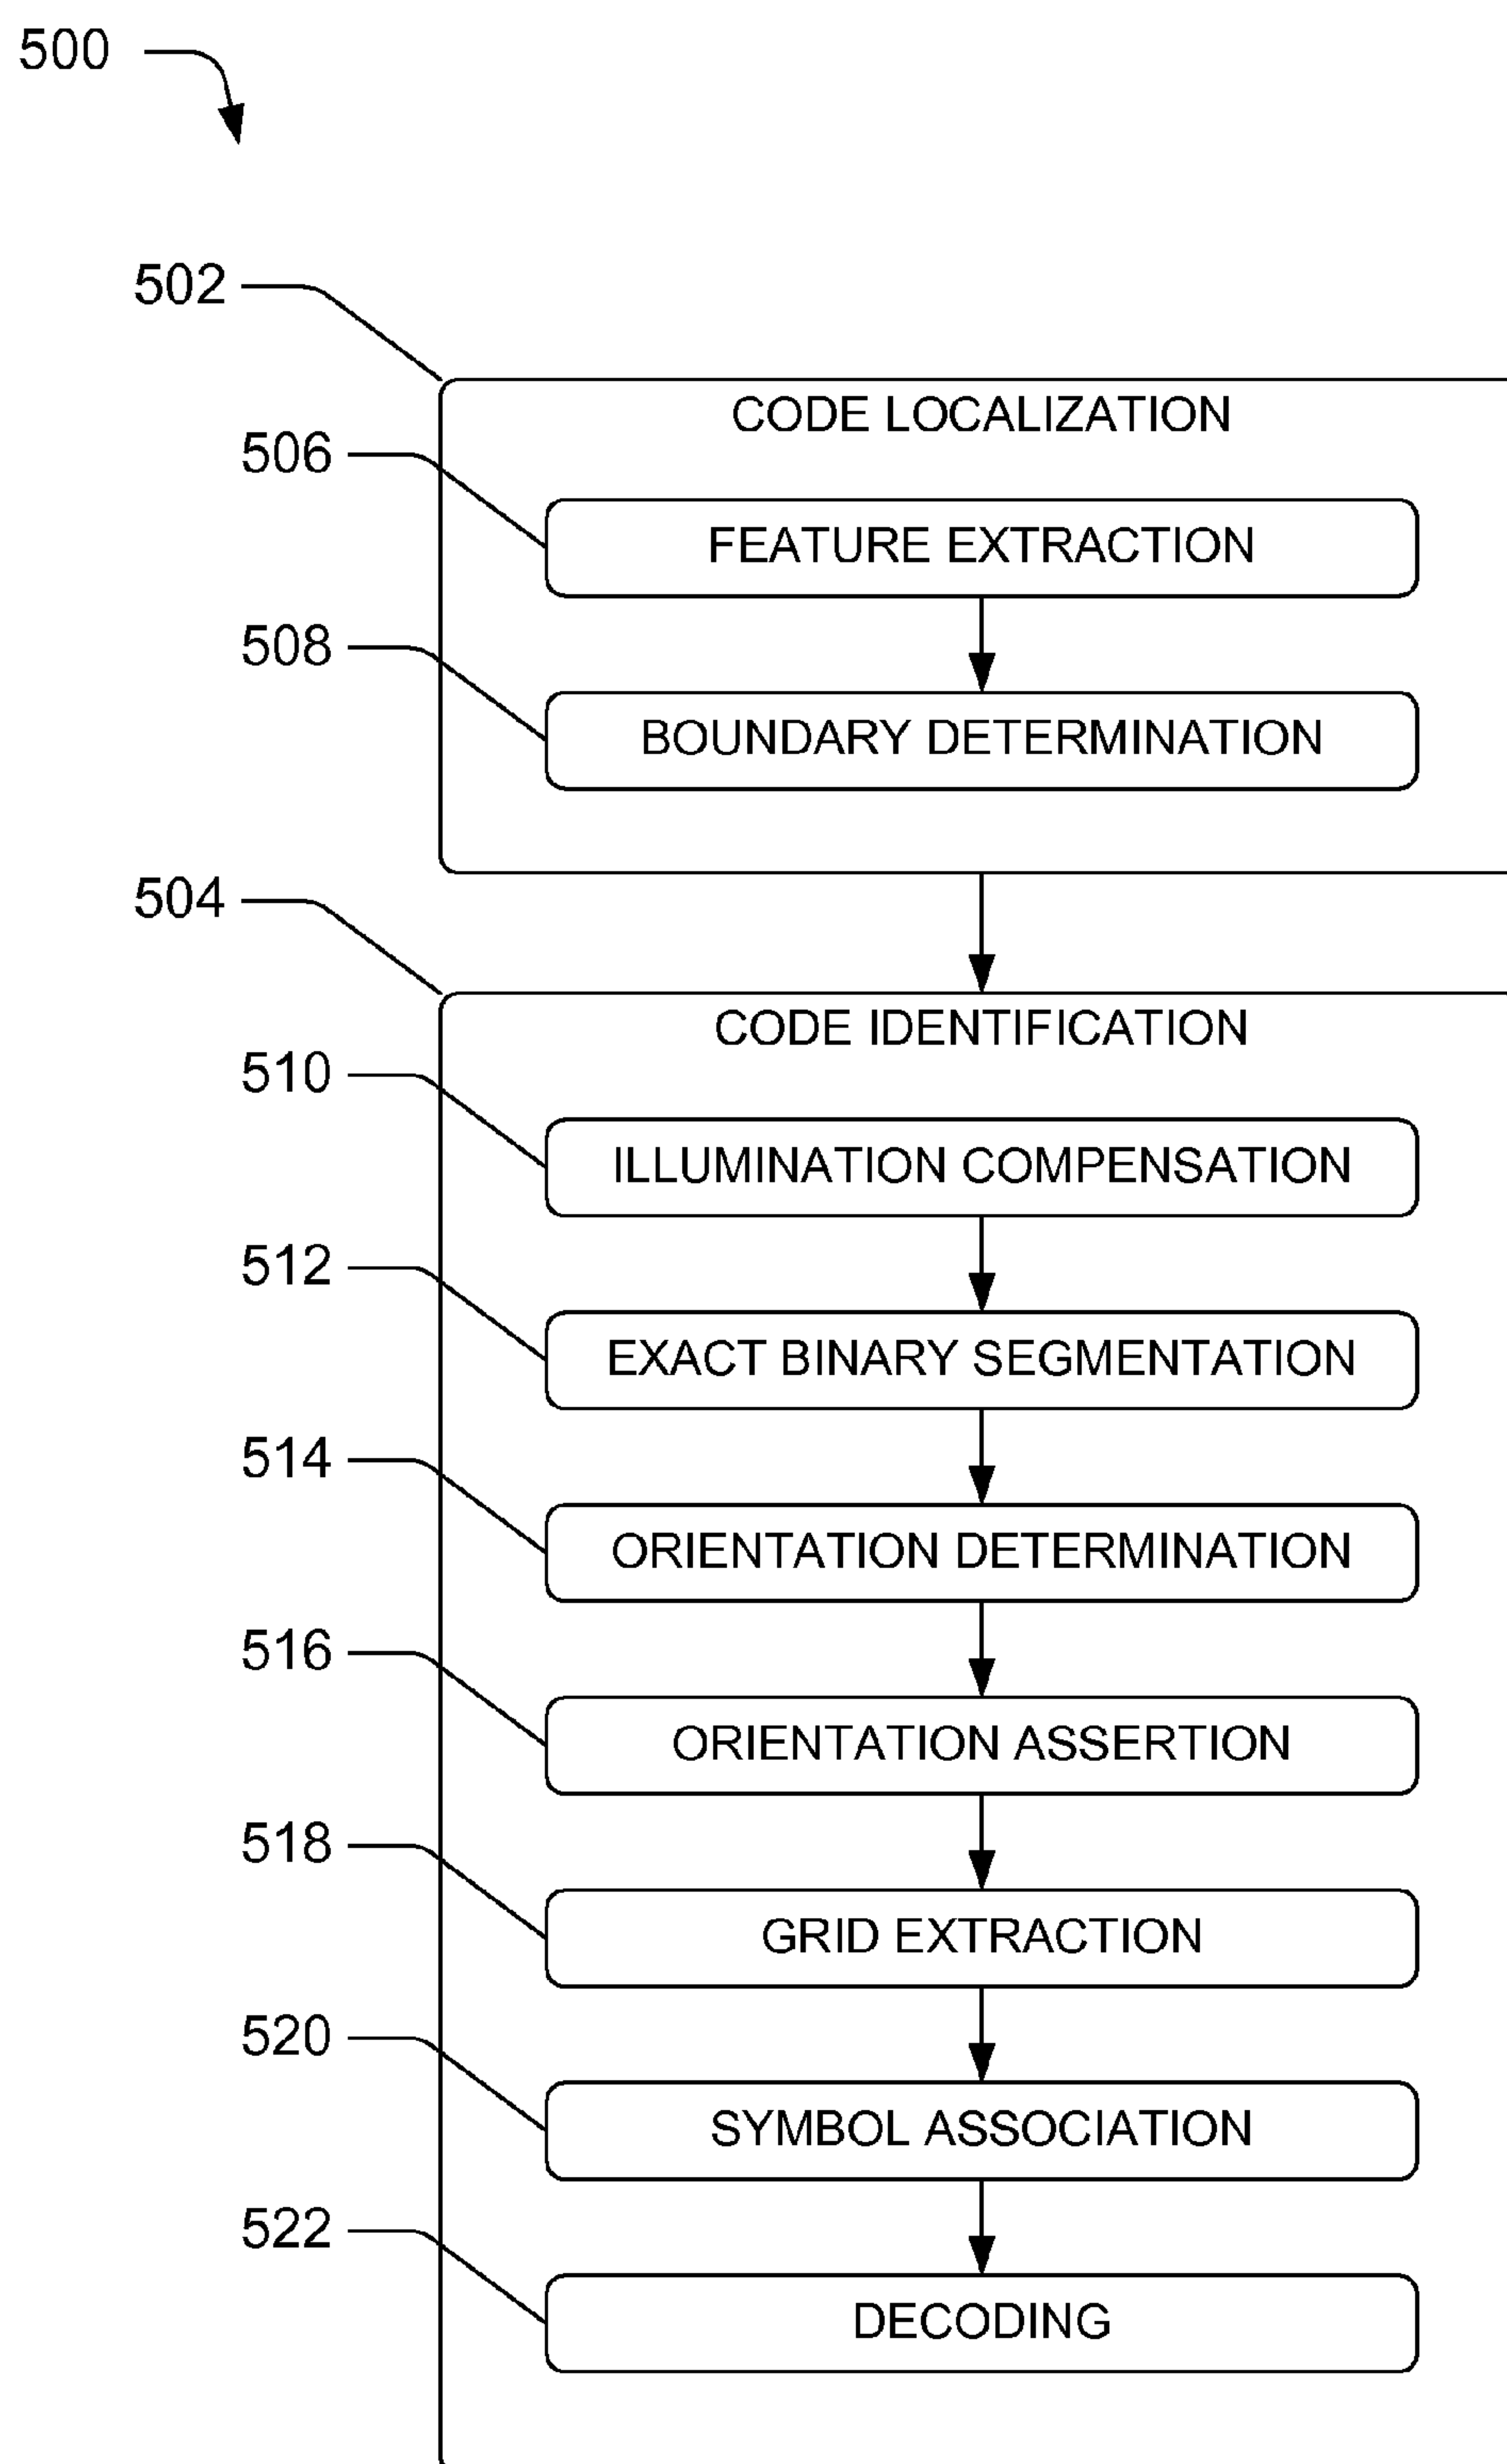 500
502
CODE LOCALIZATION
506
FEATURE EXTRACTION
508
BOUNDARY DETERMINATION
504
CODE IDENTIFICATION
510
ILLUMINATION COMPENSATION
512
EXACT BINARY SEGMENTATION
514
ORIENTATION DETERMINATION
516
ORIENTATION ASSERTION
518
GRID EXTRACTION
520
SYMBOL ASSOCIATION
522
DECODING